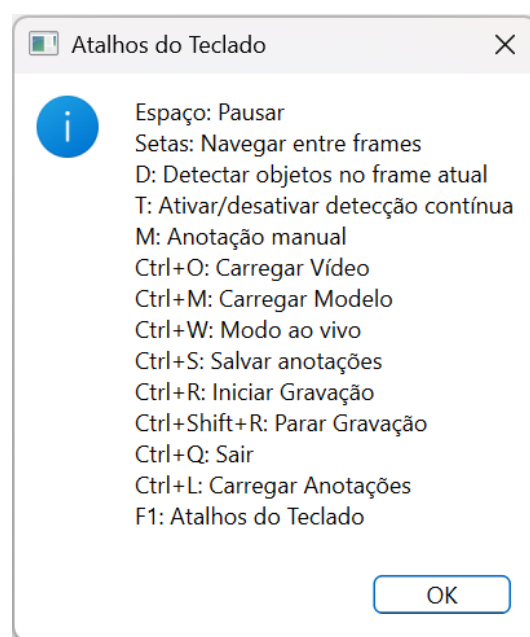 Atalhos do Teclado
Espaço: Pausar
Setas: Navegar entre frames
D: Detectar objetos no frame atual
T: Ativar/desativar detecção contínua
M: Anotação manual
Ctrl+O: Carregar Vídeo
Ctrl+M: Carregar Modelo
Ctrl+W: Modo ao vivo
Ctrl+S: Salvar anotações
Ctrl+R: Iniciar Gravação
Ctrl+Shift+R: Parar Gravação
Ctrl+Q: Sair
Ctrl+L: Carregar Anotações
F1: Atalhos do Teclado
OK